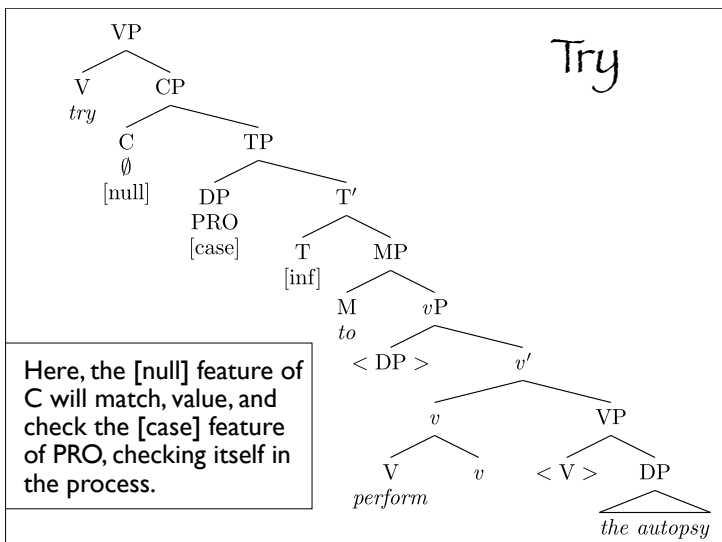 Try
VP
V CP
try
C TP
∅
[null]
DP T′
PRO
[case]
T MP
[inf]
M vP
to
< DP > v′
v VP
V v < V > DP
perform
the autopsy
Here, the [null] feature of
C will match, value, and
check the [case] feature
of PRO, checking itself in
the process.